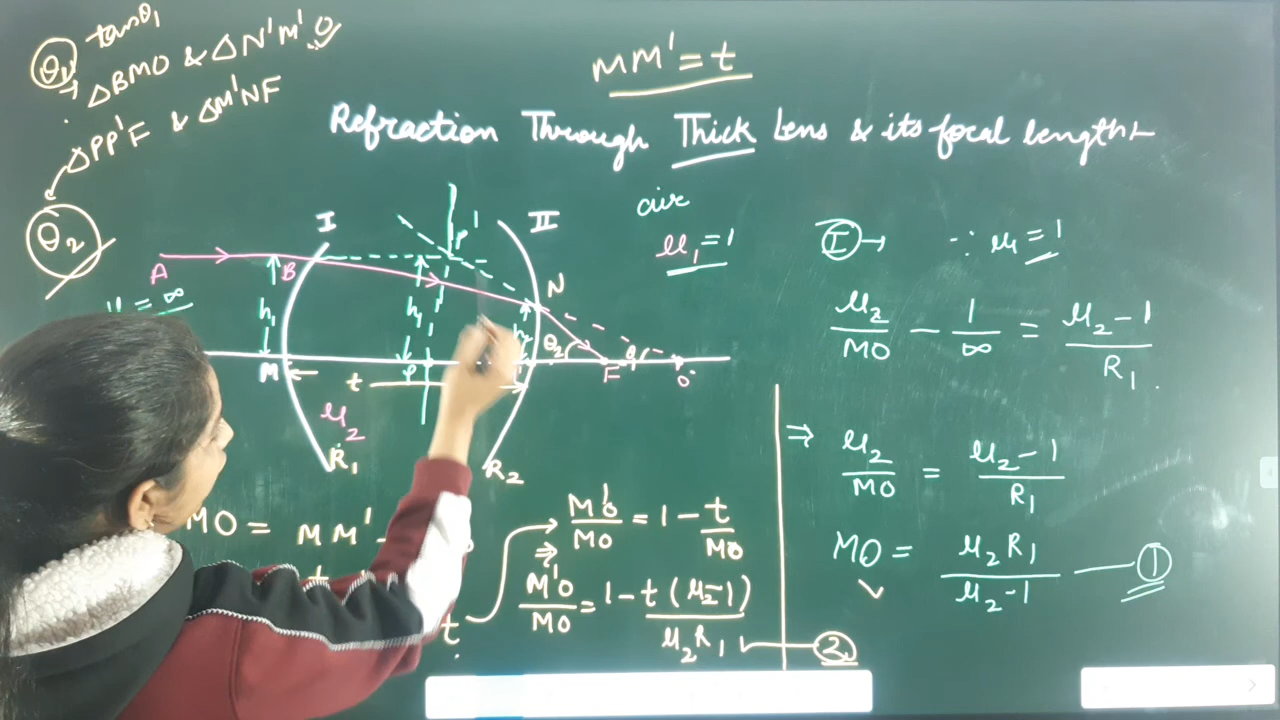 θ₁ tanθ₁
→ ΔBMO & ΔN'M'O
ΔPP'F & ΔM'NF
θ₂
MM' = t
Refraction Through Thick Lens & its focal length
air
μ₁ = 1
I II
A B P' N
h₁ h₁ θ₂
M P F O
t
μ₂
R₁ R₂
MO = MM'
t
M'O/MO = 1 - t/MO
⇒ M'O/MO = 1 - t(μ₂-1)/μ₂R₁ — ②
Ⓘ → ∵ μ₁ = 1
μ₂/MO - 1/∞ = μ₂-1/R₁
⇒ μ₂/MO = μ₂-1/R₁
MO = μ₂R₁/μ₂-1 — ①